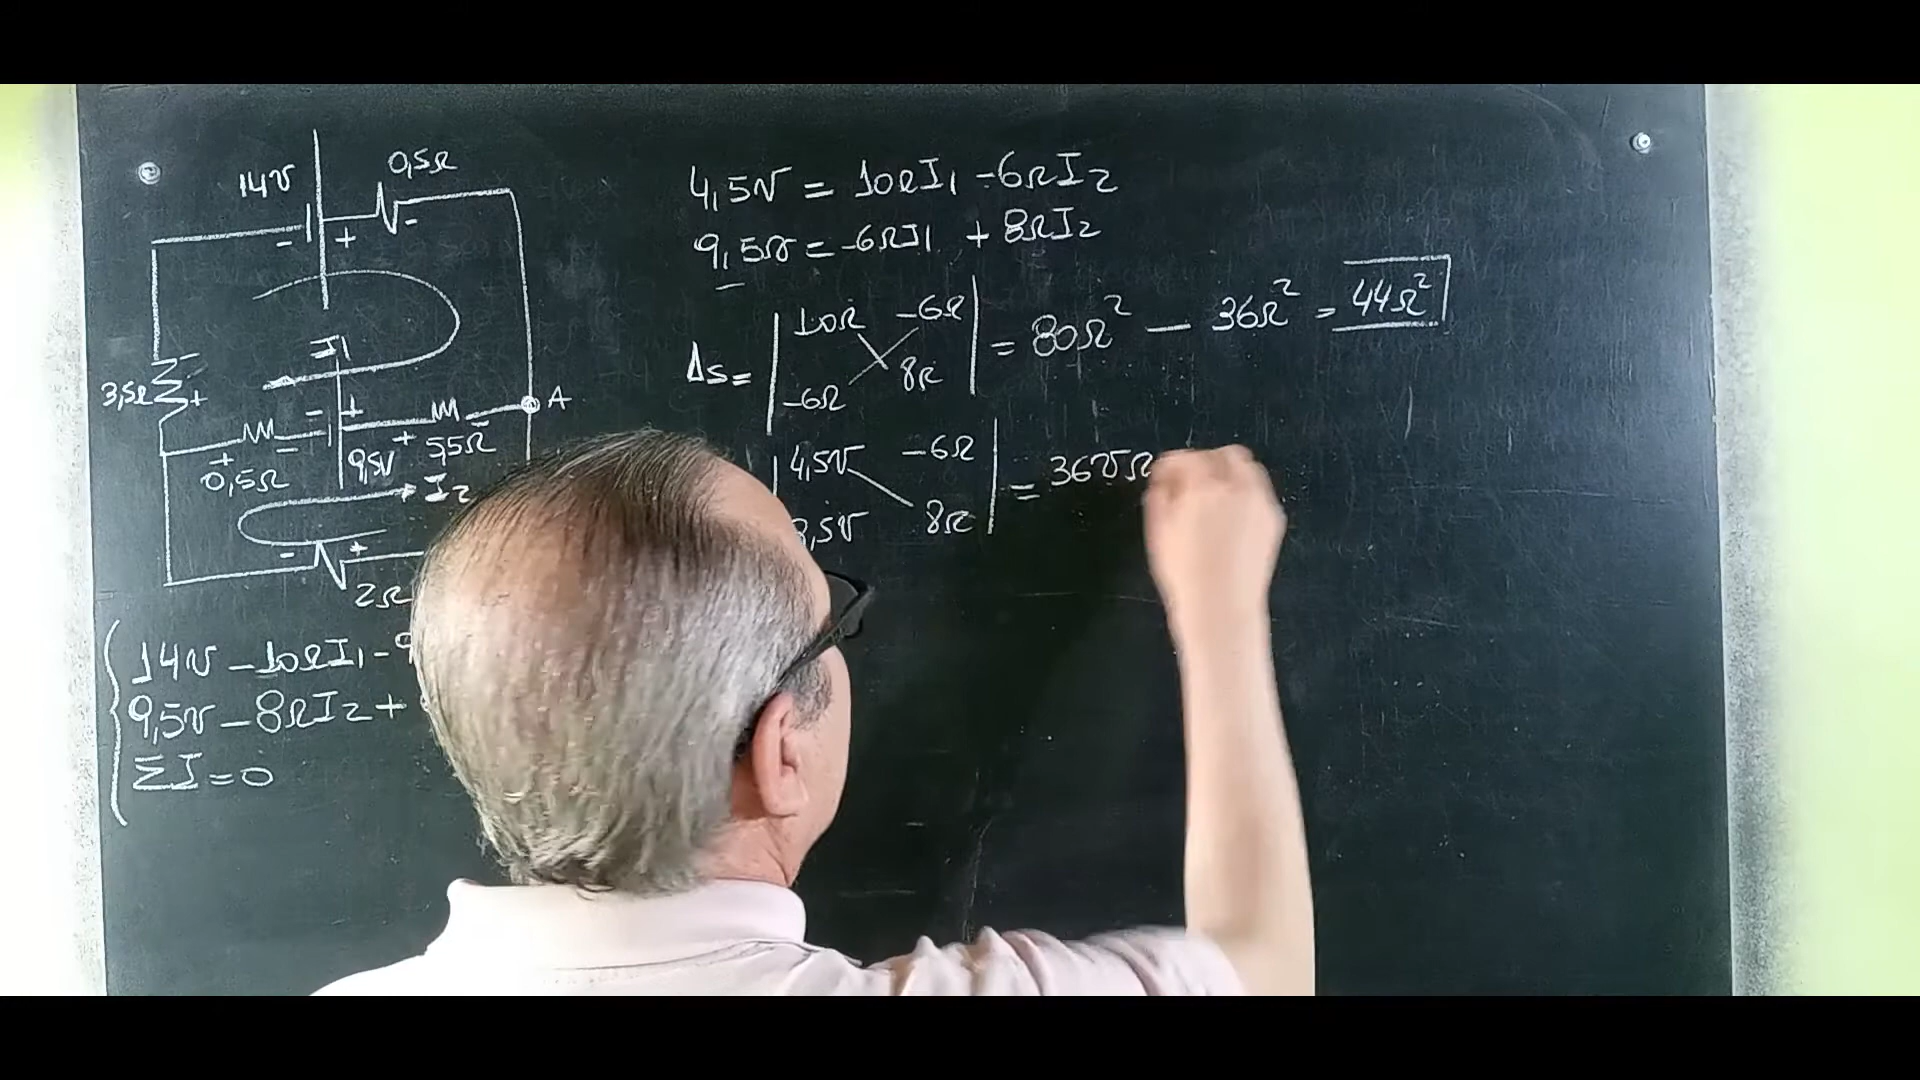 14V 0,5Ω
- + -
I1
3,5Ω - +
- + A
+ - + -
0,5Ω 9,5V 5,5Ω
I2
- +
2Ω
14V - 10ΩI1 - 9
9,5V - 8ΩI2 +
ΣI = 0
4,5V = 10ΩI1 - 6ΩI2
9,5V = -6ΩI1 + 8ΩI2
Δs = | 10Ω -6Ω | = 80Ω² - 36Ω² = 44Ω²
-6Ω 8Ω
4,5V -6Ω | = 36VΩ
,5V 8Ω